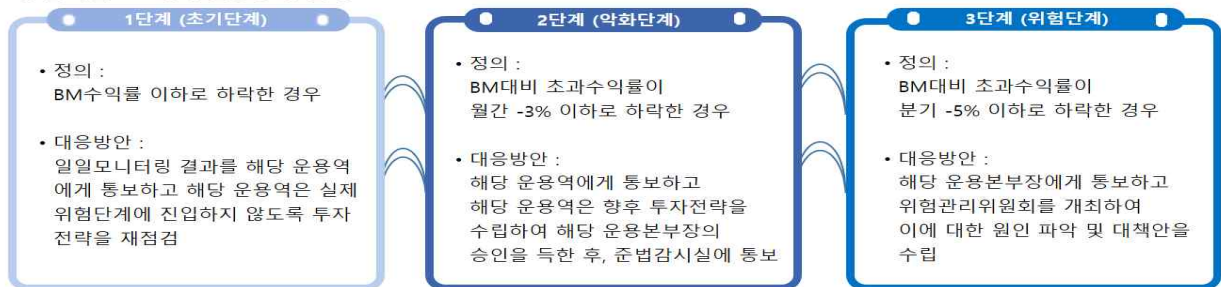 1단계 (초기단계)
• 정의 :
BM수익률 이하로 하락한 경우
• 대응방안 :
일일모니터링 결과를 해당 운용역
에게 통보하고 해당 운용역은 실제
위험단계에 진입하지 않도록 투자
전략을 재점검
2단계 (악화단계)
• 정의 :
BM대비 초과수익률이
월간 -3% 이하로 하락한 경우
• 대응방안 :
해당 운용역에게 통보하고
해당 운용역은 향후 투자전략을
수립하여 해당 운용본부장의
승인을 득한 후, 준법감시실에 통보
3단계 (위험단계)
• 정의 :
BM대비 초과수익률이
분기 -5% 이하로 하락한 경우
• 대응방안 :
해당 운용본부장에게 통보하고
위험관리위원회를 개최하여
이에 대한 원인 파악 및 대책안을
수립